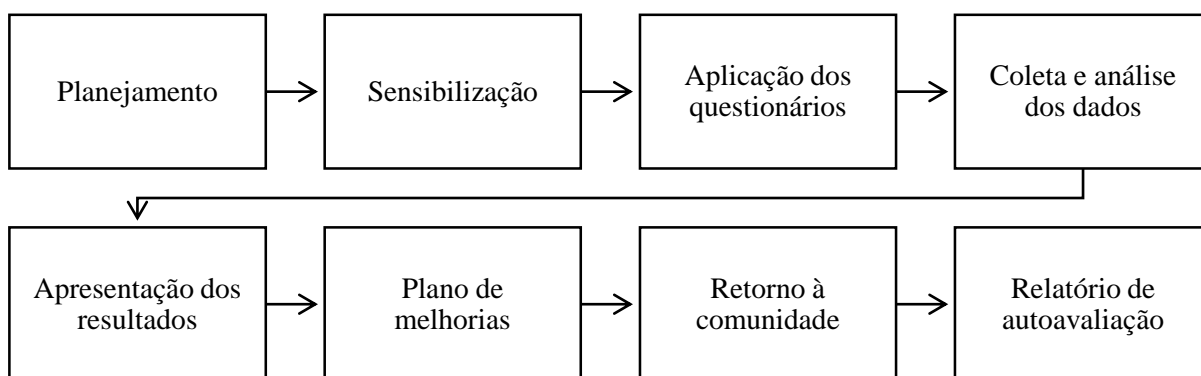 Planejamento
Sensibilização
Aplicação dos
questionários
Coleta e análise
dos dados
Apresentação dos
resultados
Plano de
melhorias
Retorno à
comunidade
Relatório de
autoavaliação